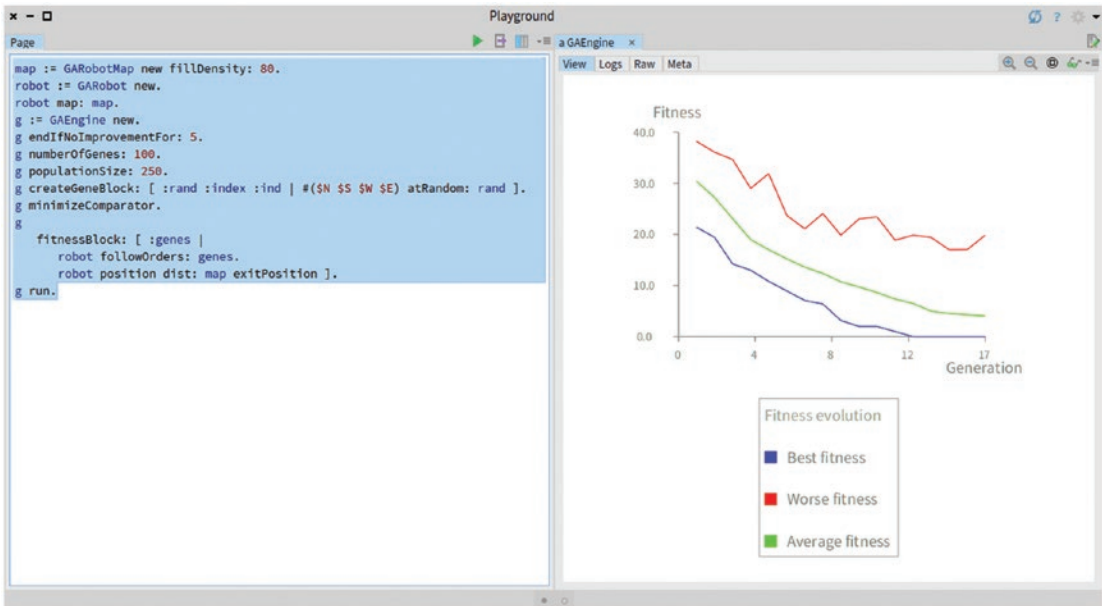 Playground
Page
a GAEngine ×
map := GARobotMap new fillDensity: 80.
robot := GARobot new.
robot map: map.
g := GAEngine new.
g endIfNoImprovementFor: 5.
g numberOfGenes: 100.
g populationSize: 250.
g createGeneBlock: [ :rand :index :ind | #($N $S $W $E) atRandom: rand ].
g minimizeComparator.
g
fitnessBlock: [ :genes |
robot followOrders: genes.
robot position dist: map exitPosition ].
g run.
View Logs Raw Meta
Fitness
40.0
30.0
20.0
10.0
0.0
0 4 8 12 17
Generation
Fitness evolution
Best fitness
Worse fitness
Average fitness